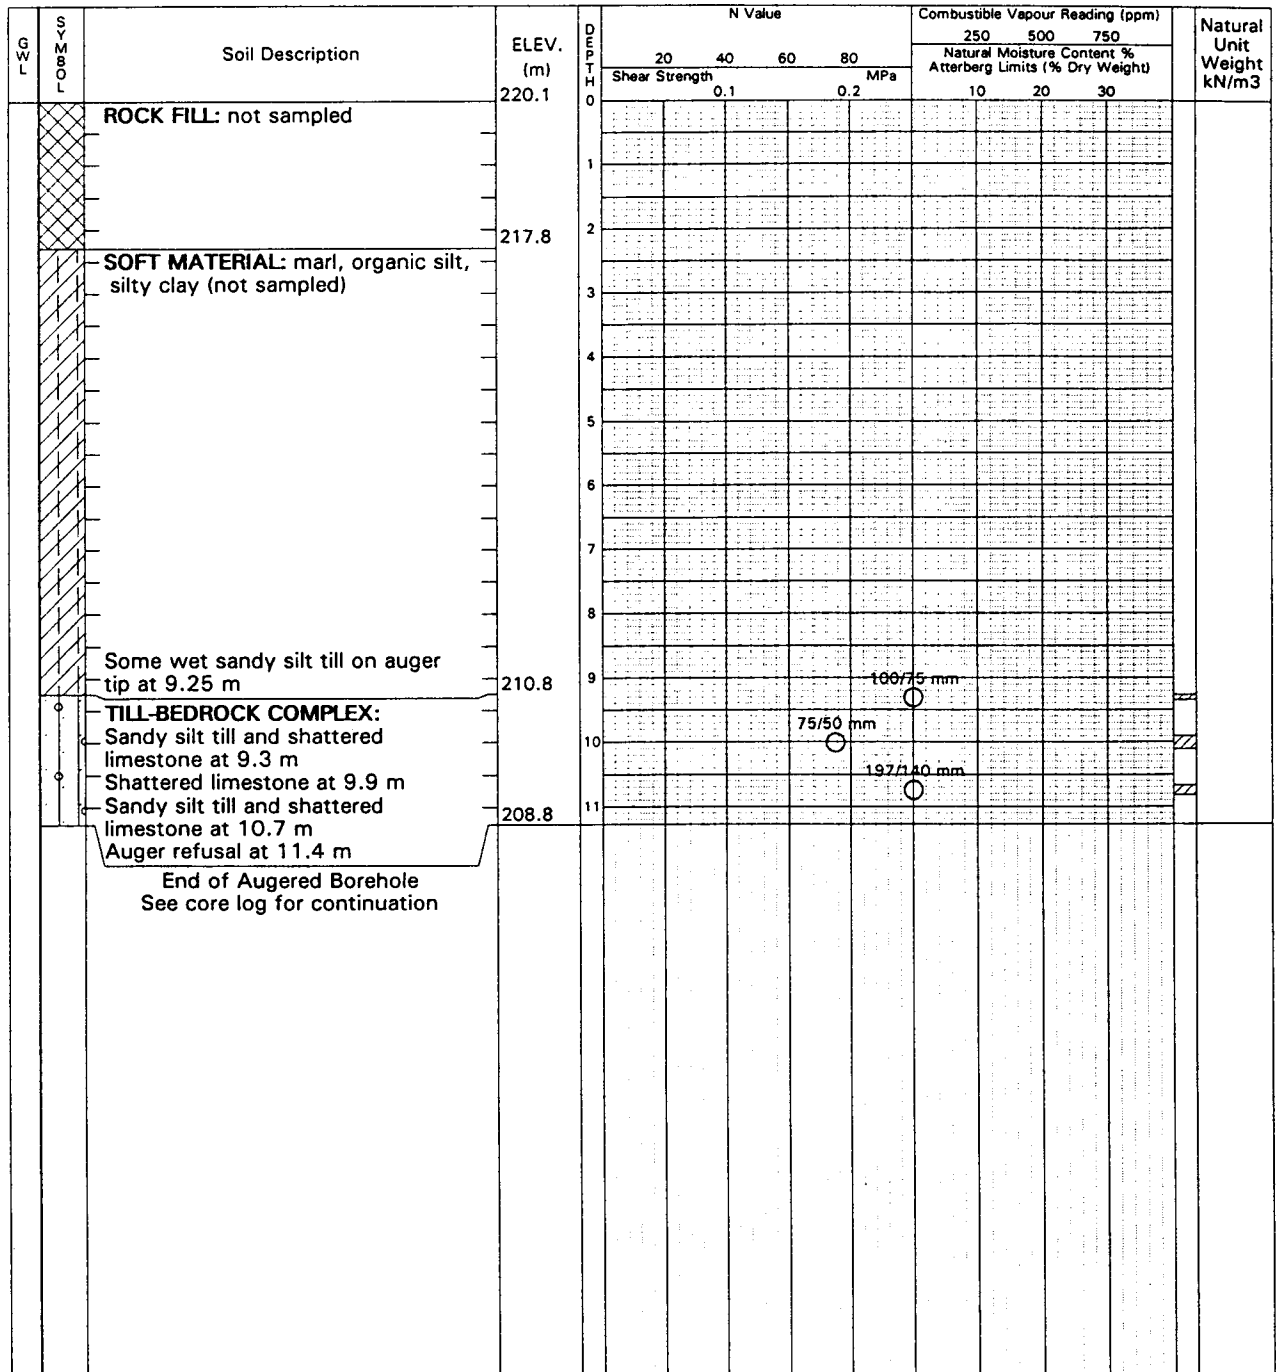 GWL
SYMBOL
Soil Description
ELEV.
(m)
220.1
DEPTH
N Value
20 40 60 80
Shear Strength MPa
0.1 0.2
Combustible Vapour Reading (ppm)
250 500 750
Natural Moisture Content %
Atterberg Limits (% Dry Weight)
10 20 30
Natural
Unit
Weight
kN/m3
0
ROCK FILL: not sampled
1
2
217.8
SOFT MATERIAL: marl, organic silt,
silty clay (not sampled)
3
4
5
6
7
8
Some wet sandy silt till on auger
tip at 9.25 m
210.8
9
100/75 mm
TILL-BEDROCK COMPLEX:
Sandy silt till and shattered
limestone at 9.3 m
75/50 mm
10
Shattered limestone at 9.9 m
197/140 mm
Sandy silt till and shattered
limestone at 10.7 m
208.8
11
Auger refusal at 11.4 m
End of Augered Borehole
See core log for continuation